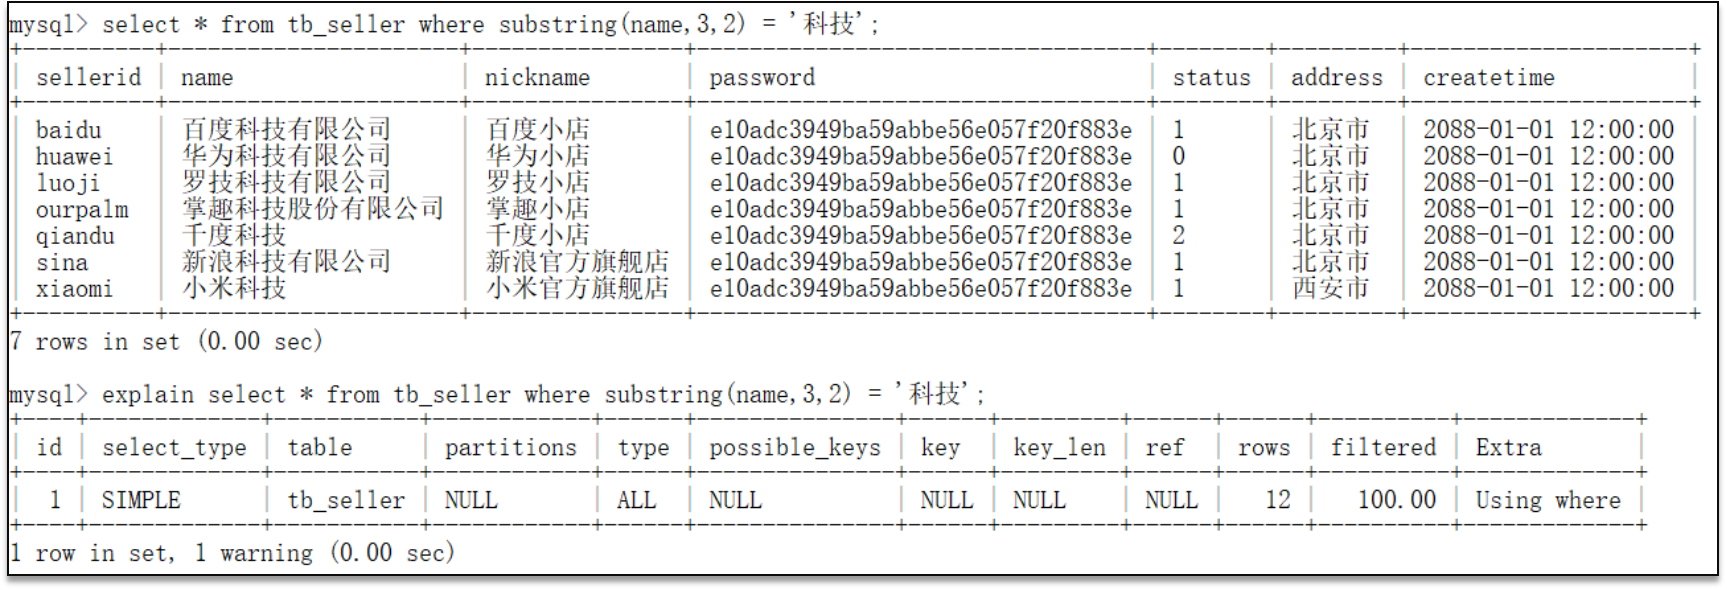 mysql> select * from tb_seller where substring(name,3,2) = '科技';
+----------+----------------------+----------------+----------------------------------+--------+---------+---------------------+
| sellerid | name | nickname | password | status | address | createtime |
+----------+----------------------+----------------+----------------------------------+--------+---------+---------------------+
| baidu | 百度科技有限公司 | 百度小店 | e10adc3949ba59abbe56e057f20f883e | 1 | 北京市 | 2088-01-01 12:00:00 |
| huawei | 华为科技有限公司 | 华为小店 | e10adc3949ba59abbe56e057f20f883e | 0 | 北京市 | 2088-01-01 12:00:00 |
| luoji | 罗技科技有限公司 | 罗技小店 | e10adc3949ba59abbe56e057f20f883e | 1 | 北京市 | 2088-01-01 12:00:00 |
| ourpalm | 掌趣科技股份有限公司 | 掌趣小店 | e10adc3949ba59abbe56e057f20f883e | 1 | 北京市 | 2088-01-01 12:00:00 |
| qiandu | 千度科技 | 千度小店 | e10adc3949ba59abbe56e057f20f883e | 2 | 北京市 | 2088-01-01 12:00:00 |
| sina | 新浪科技有限公司 | 新浪官方旗舰店 | e10adc3949ba59abbe56e057f20f883e | 1 | 北京市 | 2088-01-01 12:00:00 |
| xiaomi | 小米科技 | 小米官方旗舰店 | e10adc3949ba59abbe56e057f20f883e | 1 | 西安市 | 2088-01-01 12:00:00 |
+----------+----------------------+----------------+----------------------------------+--------+---------+---------------------+
7 rows in set (0.00 sec)
mysql> explain select * from tb_seller where substring(name,3,2) = '科技';
+----+-------------+-----------+------------+------+---------------+------+---------+------+------+----------+-------------+
| id | select_type | table | partitions | type | possible_keys | key | key_len | ref | rows | filtered | Extra |
+----+-------------+-----------+------------+------+---------------+------+---------+------+------+----------+-------------+
| 1 | SIMPLE | tb_seller | NULL | ALL | NULL | NULL | NULL | NULL | 12 | 100.00 | Using where |
+----+-------------+-----------+------------+------+---------------+------+---------+------+------+----------+-------------+
1 row in set, 1 warning (0.00 sec)